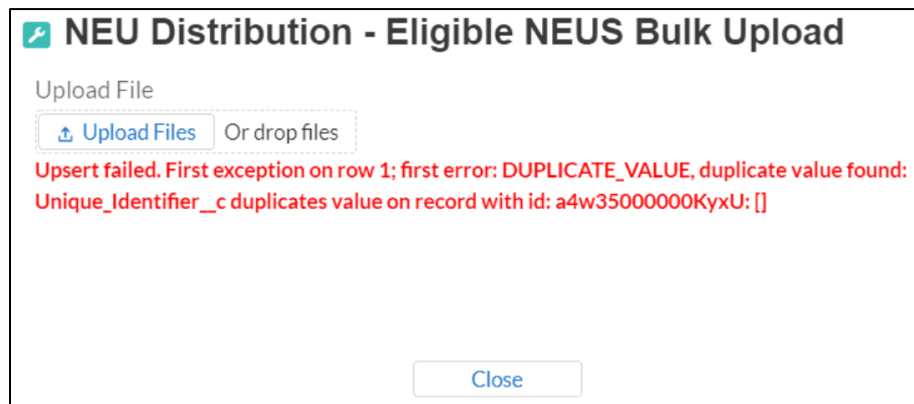 NEU Distribution - Eligible NEUS Bulk Upload
Upload File
Upload Files Or drop files
Upsert failed. First exception on row 1; first error: DUPLICATE_VALUE, duplicate value found:
Unique_Identifier__c duplicates value on record with id: a4w35000000KyxU: []
Close